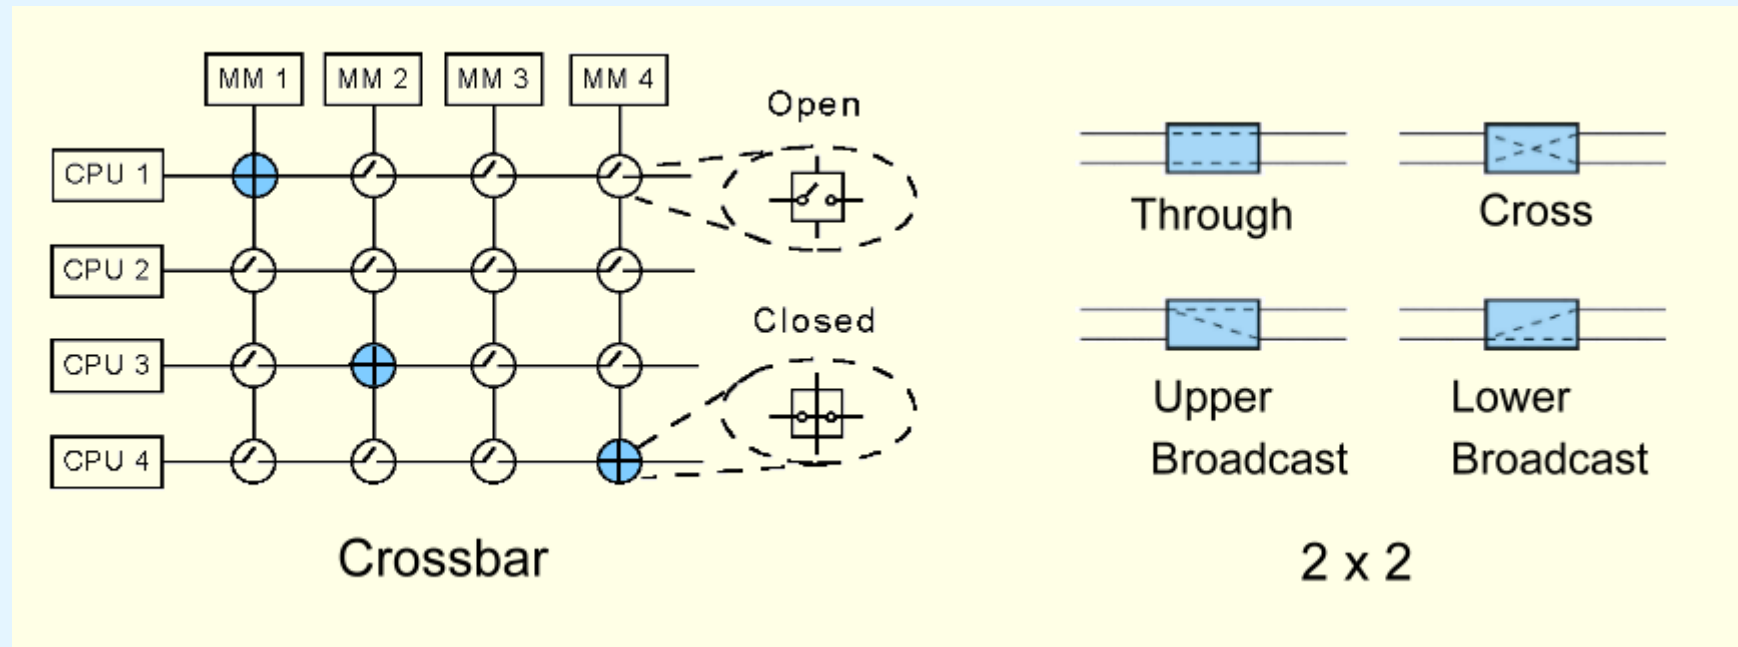 MM 1
MM 2
MM 3
MM 4
Open
CPU 1
CPU 2
Closed
CPU 3
CPU 4
Crossbar
Through
Cross
Upper
Broadcast
Lower
Broadcast
2 x 2